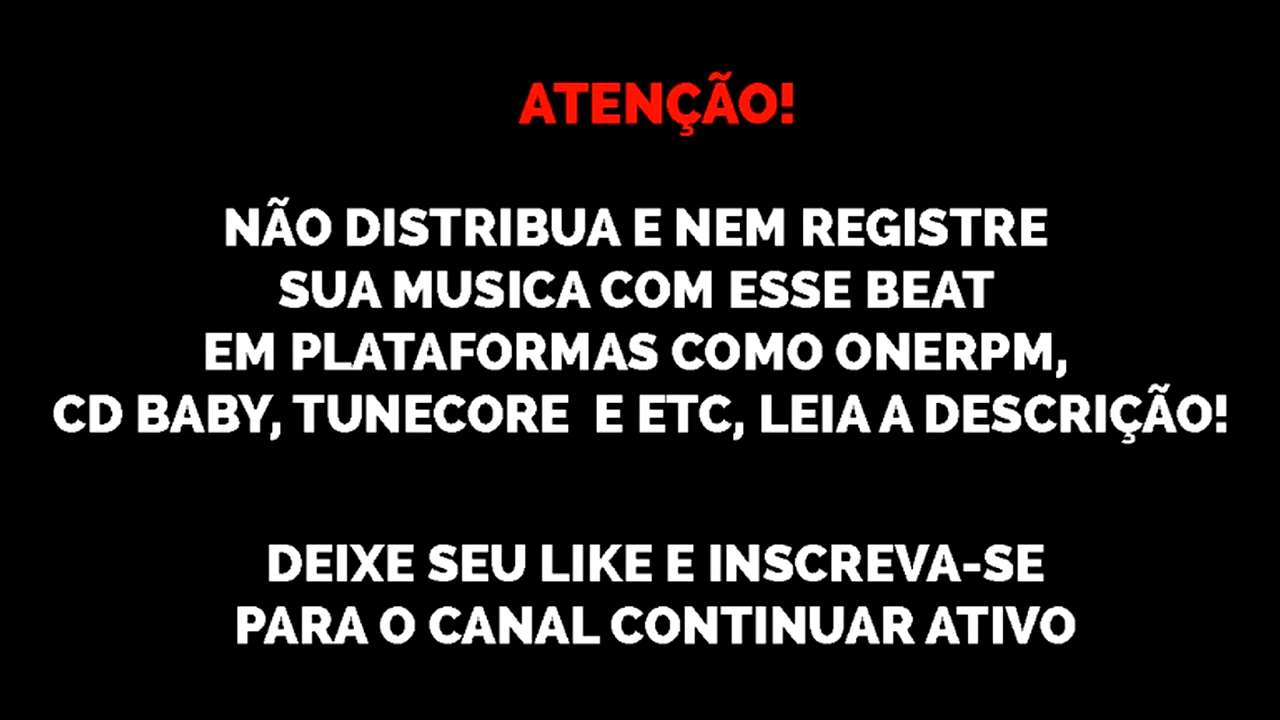 ATENÇÃO!
NÃO DISTRIBUA E NEM REGISTRE
SUA MUSICA COM ESSE BEAT
EM PLATAFORMAS COMO ONERPM,
CD BABY, TUNECORE E ETC, LEIA A DESCRIÇÃO!
DEIXE SEU LIKE E INSCREVA-SE
PARA O CANAL CONTINUAR ATIVO